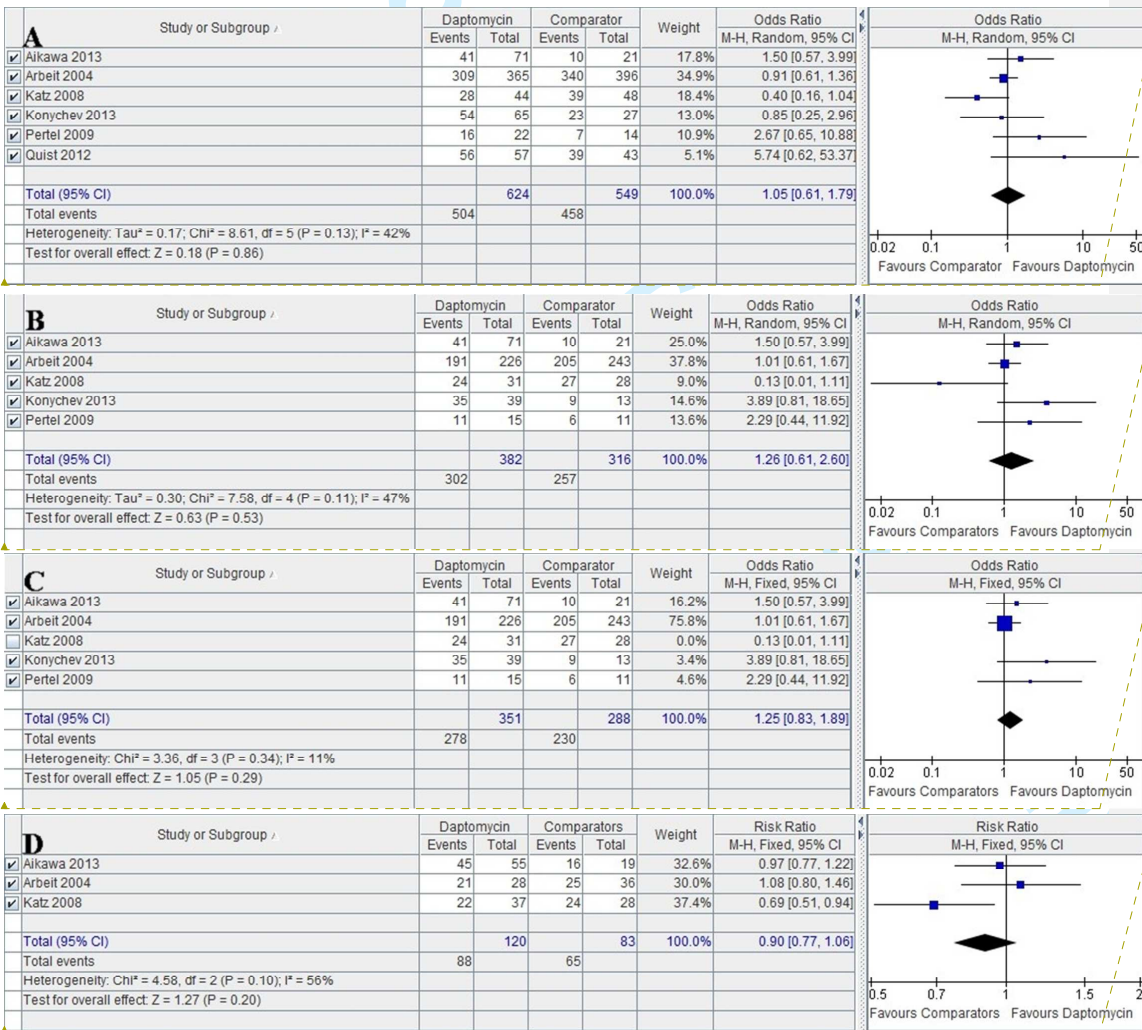 A Study or Subgroup Daptomycin Comparator Weight Odds Ratio Odds Ratio
Events Total Events Total M-H, Random, 95% CI M-H, Random, 95% CI
Aikawa 2013 41 71 10 21 17.8% 1.50 [0.57, 3.99]
Arbeit 2004 309 365 340 396 34.9% 0.91 [0.61, 1.36]
Katz 2008 28 44 39 48 18.4% 0.40 [0.16, 1.04]
Konychev 2013 54 65 23 27 13.0% 0.85 [0.25, 2.96]
Pertel 2009 16 22 7 14 10.9% 2.67 [0.65, 10.88]
Quist 2012 56 57 39 43 5.1% 5.74 [0.62, 53.37]
Total (95% CI) 624 549 100.0% 1.05 [0.61, 1.79]
Total events 504 458
Heterogeneity: Tau² = 0.17; Chi² = 8.61, df = 5 (P = 0.13); I² = 42%
Test for overall effect: Z = 0.18 (P = 0.86)
0.02 0.1 1 10 50
Favours Comparator Favours Daptomycin
B Study or Subgroup Daptomycin Comparator Weight Odds Ratio Odds Ratio
Events Total Events Total M-H, Random, 95% CI M-H, Random, 95% CI
Aikawa 2013 41 71 10 21 25.0% 1.50 [0.57, 3.99]
Arbeit 2004 191 226 205 243 37.8% 1.01 [0.61, 1.67]
Katz 2008 24 31 27 28 9.0% 0.13 [0.01, 1.11]
Konychev 2013 35 39 9 13 14.6% 3.89 [0.81, 18.65]
Pertel 2009 11 15 6 11 13.6% 2.29 [0.44, 11.92]
Total (95% CI) 382 316 100.0% 1.26 [0.61, 2.60]
Total events 302 257
Heterogeneity: Tau² = 0.30; Chi² = 7.58, df = 4 (P = 0.11); I² = 47%
Test for overall effect: Z = 0.63 (P = 0.53)
0.02 0.1 1 10 50
Favours Comparators Favours Daptomycin
C Study or Subgroup Daptomycin Comparator Weight Odds Ratio Odds Ratio
Events Total Events Total M-H, Fixed, 95% CI M-H, Fixed, 95% CI
Aikawa 2013 41 71 10 21 16.2% 1.50 [0.57, 3.99]
Arbeit 2004 191 226 205 243 75.8% 1.01 [0.61, 1.67]
Katz 2008 24 31 27 28 0.0% 0.13 [0.01, 1.11]
Konychev 2013 35 39 9 13 3.4% 3.89 [0.81, 18.65]
Pertel 2009 11 15 6 11 4.6% 2.29 [0.44, 11.92]
Total (95% CI) 351 288 100.0% 1.25 [0.83, 1.89]
Total events 278 230
Heterogeneity: Chi² = 3.36, df = 3 (P = 0.34); I² = 11%
Test for overall effect: Z = 1.05 (P = 0.29)
0.02 0.1 1 10 50
Favours Comparators Favours Daptomycin
D Study or Subgroup Daptomycin Comparators Weight Risk Ratio Risk Ratio
Events Total Events Total M-H, Fixed, 95% CI M-H, Fixed, 95% CI
Aikawa 2013 45 55 16 19 32.6% 0.97 [0.77, 1.22]
Arbeit 2004 21 28 25 36 30.0% 1.08 [0.80, 1.46]
Katz 2008 22 37 24 28 37.4% 0.69 [0.51, 0.94]
Total (95% CI) 120 83 100.0% 0.90 [0.77, 1.06]
Total events 88 65
Heterogeneity: Chi² = 4.58, df = 2 (P = 0.10); I² = 56%
Test for overall effect: Z = 1.27 (P = 0.20)
0.5 0.7 1 1.5 2
Favours Comparators Favours Daptomycin